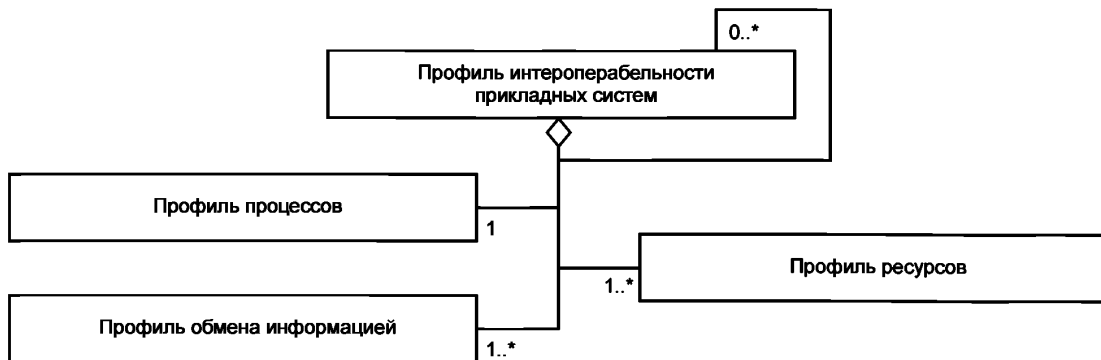 0..*
Профиль интероперабельности
прикладных систем
Профиль процессов
1
Профиль ресурсов
1..*
Профиль обмена информацией
1..*